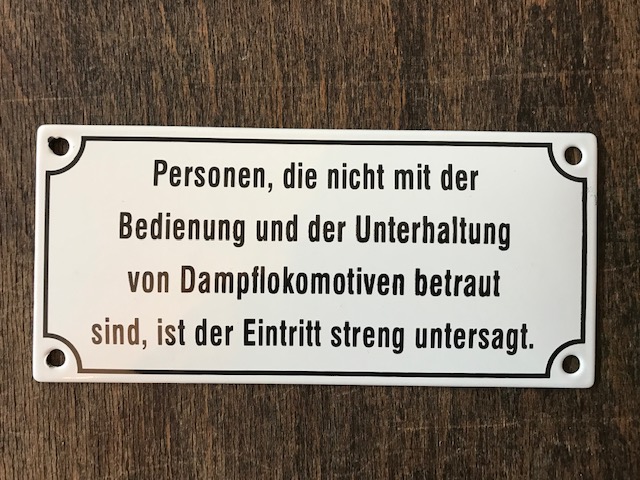 Personen, die nicht mit der
Bedienung und der Unterhaltung
von Dampflokomotiven betraut
sind, ist der Eintritt streng untersagt.